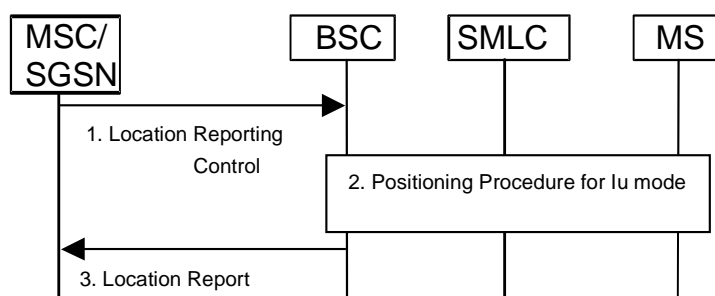 MSC/
SGSN
BSC
SMLC
MS
1. Location Reporting
Control
2. Positioning Procedure for Iu mode
3. Location Report